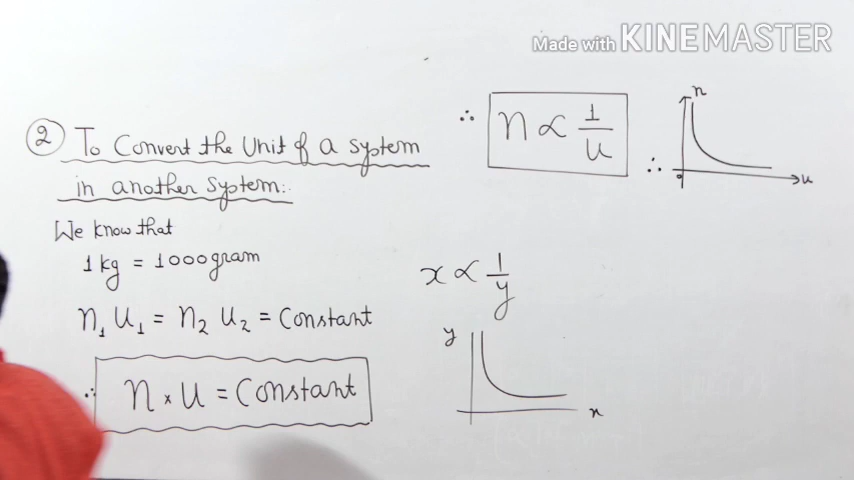 Made with KINEMASTER
② To Convert the Unit of a System
in another System:.
We know that
1 kg = 1000 gram
n₁ U₁ = n₂ U₂ = Constant
∴ n × u = Constant
∴ n ∝ 1/u
∴ n
0
u
x ∝ 1/y
y
x